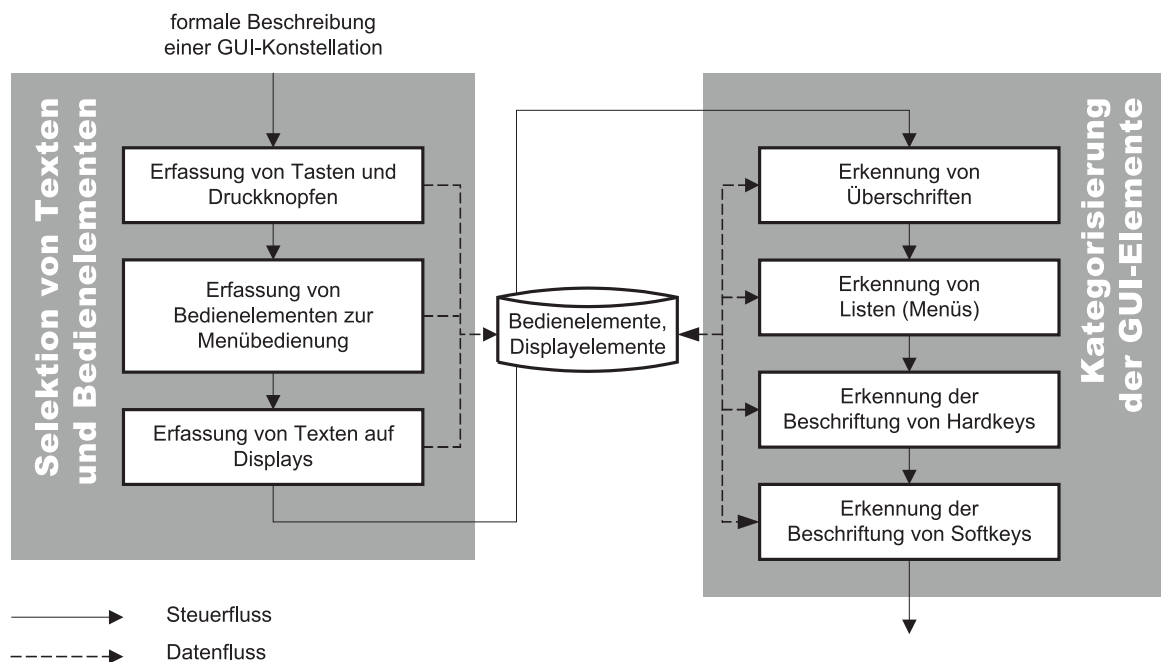 formale Beschreibung
einer GUI-Konstellation
Selektion von Texten
und Bedienelementen
Erfassung von Tasten und
Druckknopfen
Erfassung von
Bedienelementen zur
Menübedienung
Erfassung von Texten auf
Displays
Bedienelemente,
Displayelemente
Kategorisierung
der GUI-Elemente
Erkennung von
Überschriften
Erkennung von
Listen (Menüs)
Erkennung der
Beschriftung von Hardkeys
Erkennung der
Beschriftung von Softkeys
Steuerfluss
Datenfluss